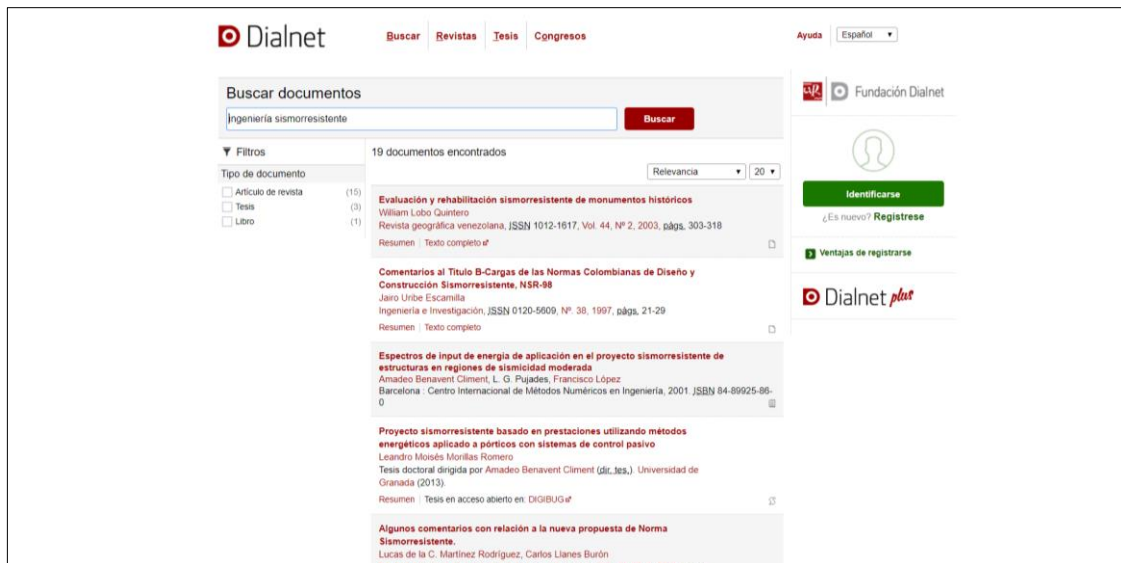 Dialnet
Buscar Revistas Tesis Congresos
Ayuda Español
Buscar documentos
ingeniería sismorresistente
Buscar
Fundación Dialnet
Filtros
19 documentos encontrados
Tipo de documento
Relevancia 20
Artículo de revista (15)
Tesis (3)
Libro (1)
Evaluación y rehabilitación sismorresistente de monumentos históricos
William Lobo Quintero
Revista geográfica venezolana, ISSN 1012-1617, Vol. 44, Nº 2, 2003, págs. 303-318
Resumen | Texto completo
Comentarios al Titulo B-Cargas de las Normas Colombianas de Diseño y
Construcción Sismorresistente, NSR-98
Jairo Uribe Escamilla
Ingeniería e Investigación, ISSN 0120-5609, Nº. 38, 1997, págs. 21-29
Resumen | Texto completo
Espectros de input de energía de aplicación en el proyecto sismorresistente de
estructuras en regiones de sismicidad moderada
Amadeo Benavent Climent, L. G. Pujades, Francisco López
Barcelona : Centro Internacional de Métodos Numéricos en Ingeniería, 2001. ISBN 84-89925-86-
0
Proyecto sismorresistente basado en prestaciones utilizando métodos
energéticos aplicado a pórticos con sistemas de control pasivo
Leandro Moisés Morillas Romero
Tesis doctoral dirigida por Amadeo Benavent Climent (dir. tes.). Universidad de
Granada (2013).
Resumen | Tesis en acceso abierto en: DIGIBUG
Algunos comentarios con relación a la nueva propuesta de Norma
Sismorresistente.
Lucas de la C. Martínez Rodríguez, Carlos Llanes Burón
Identificarse
¿Es nuevo? Regístrese
Ventajas de registrarse
Dialnet plus